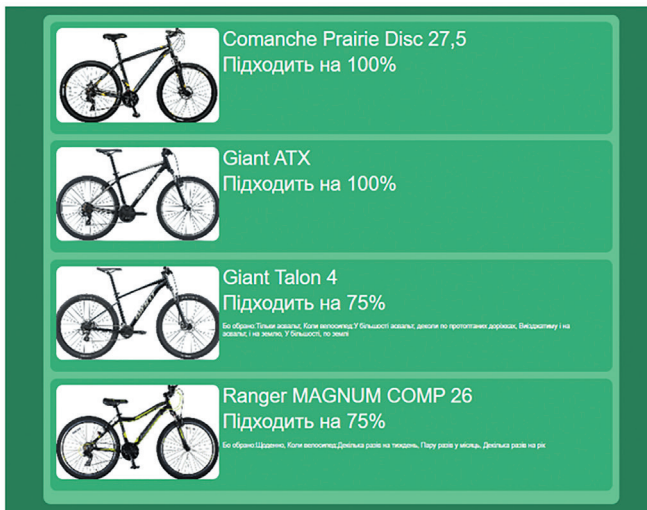 Comanche Prairie Disc 27,5
Підходить на 100%
Giant ATX
Підходить на 100%
Giant Talon 4
Підходить на 75%
Бо обрано:Тільки асвальт, Коли велосипед:У більшості асвальт, деколи по протоптаних доріжках, Виїзджатиму і на
асвальт, і на землю, У більшості, по землі
Ranger MAGNUM COMP 26
Підходить на 75%
Бо обрано:Щоденно, Коли велосипед:Декілька разів на тиждень, Пару разів у місяць, Декілька разів на рік